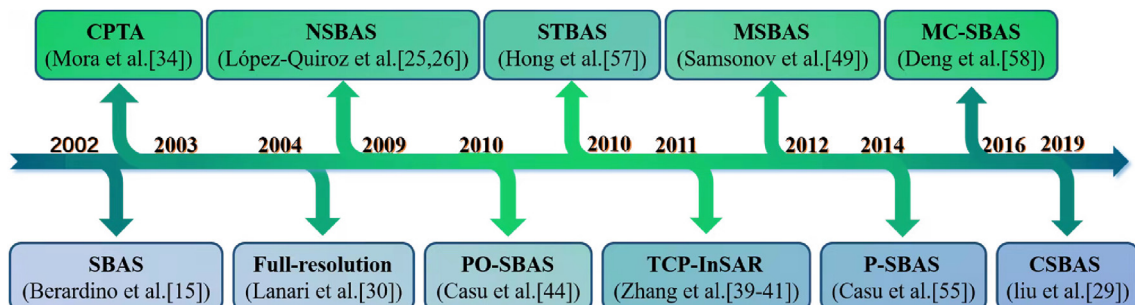 CPTA
(Mora et al.[34])
NSBAS
(López-Quiroz et al.[25,26])
STBAS
(Hong et al.[57])
MSBAS
(Samsonov et al.[49])
MC-SBAS
(Deng et al.[58])
2002 2003 2004 2009 2010 2010 2011 2012 2014 2016 2019
SBAS
(Berardino et al.[15])
Full-resolution
(Lanari et al.[30])
PO-SBAS
(Casu et al.[44])
TCP-InSAR
(Zhang et al.[39-41])
P-SBAS
(Casu et al.[55])
CSBAS
(liu et al.[29])